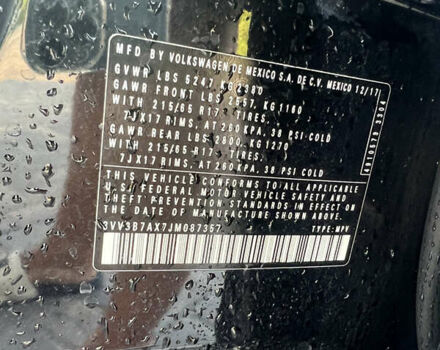 MFD BY VOLKSWAGEN DE MEXICO S.A. DE C.V. MEXICO 12/17
GVWR LBS 5247, KG 2380
GAWR FRONT LBS 2557, KG 1160
WITH 215/65 R17 TIRES.
7JX17 RIMS. AT 260 KPA. 38 PSI COLD
GAWR REAR LBS 2800, KG 1270
WITH 215/65 R17 TIRES.
7JX17 RIMS. AT 260 KPA. 38 PSI COLD
THIS VEHICLE CONFORMS TO ALL APPLICABLE
U.S. FEDERAL MOTOR VEHICLE SAFETY AND
THEFT PREVENTION STANDARDS IN EFFECT ON
THE DATE OF MANUFACTURE SHOWN ABOVE.
3VV3B7AX7JM087357
TYPE: MPV